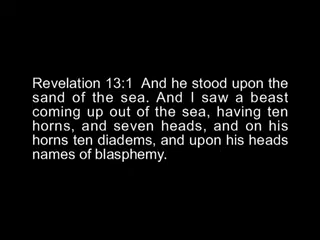 Revelation 13:1 And he stood upon the
sand of the sea. And I saw a beast
coming up out of the sea, having ten
horns, and seven heads, and on his
horns ten diadems, and upon his heads
names of blasphemy.